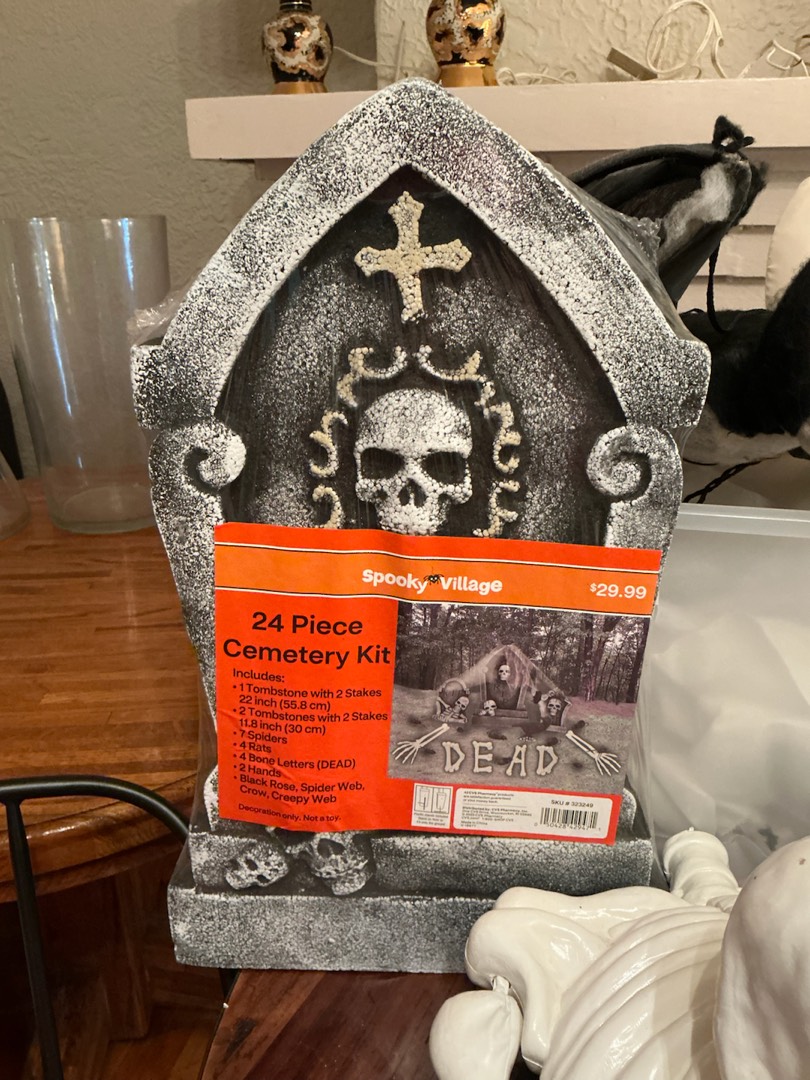 Spooky Village
$29.99
24 Piece
Cemetery Kit
Includes:
• 1 Tombstone with 2 Stakes
22 inch (55.8 cm)
• 2 Tombstones with 2 Stakes
11.8 inch (30 cm)
• 7 Spiders
• 4 Rats
• 4 Bone Letters (DEAD)
• 2 Hands
• Black Rose, Spider Web,
Crow, Creepy Web
Decoration only. Not a toy.
DEAD
SKU # 323249